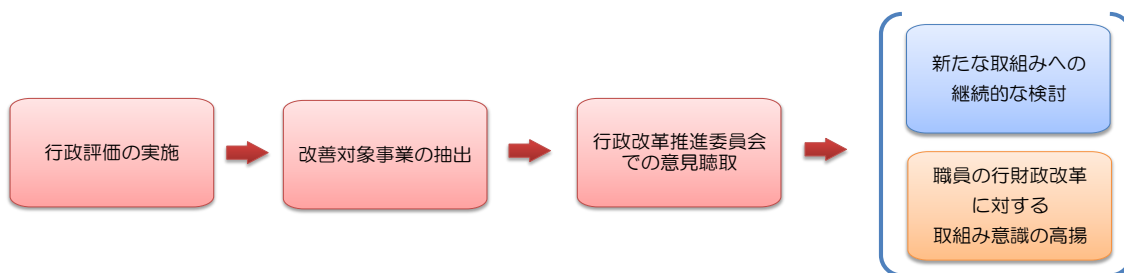 行政評価の実施
改善対象事業の抽出
行政改革推進委員会
での意見聴取
新たな取組みへの
継続的な検討
職員の行財政改革
に対する
取組み意識の高揚